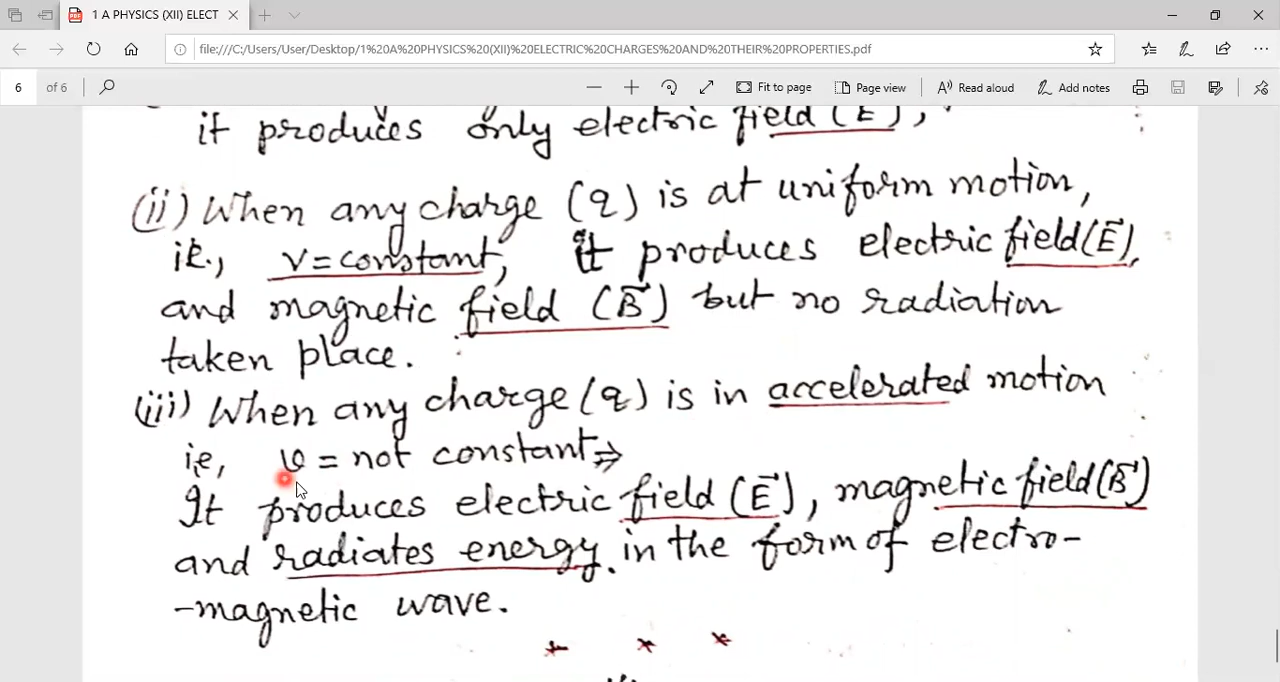 1 A PHYSICS (XII) ELECT
file:///C:/Users/User/Desktop/1%20A%20PHYSICS%20(XII)%20ELECTRIC%20CHARGES%20AND%20THEIR%20PROPERTIES.pdf
6 of 6 Fit to page Page view Read aloud Add notes
it produces only electric field (E),
(ii) When any charge (q) is at uniform motion,
ie., v = constant, it produces electric field (E⃗),
and magnetic field (B⃗) but no radiation
taken place.
(iii) When any charge (q) is in accelerated motion
i.e, v = not constant ⇒
It produces electric field (E⃗), magnetic field (B⃗)
and radiates energy. in the form of electro-
-magnetic wave.
* * *